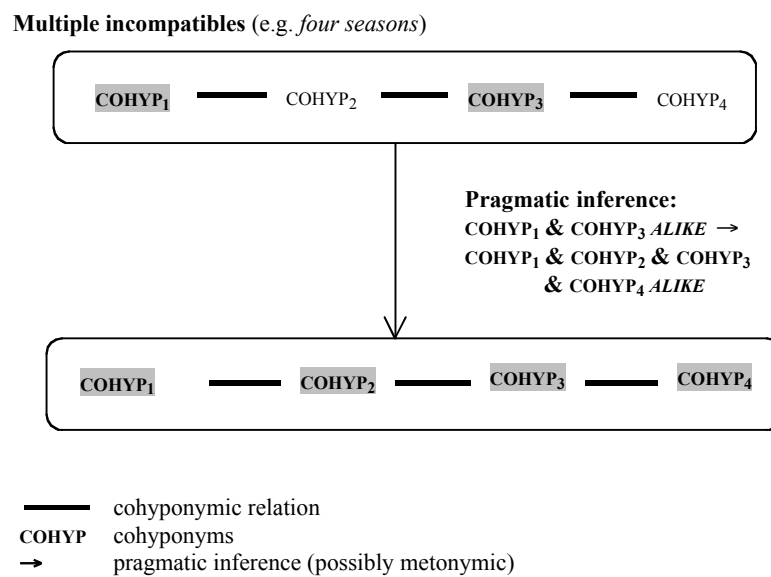 Multiple incompatibles (e.g. four seasons)
COHYP1 COHYP2 COHYP3 COHYP4
Pragmatic inference:
COHYP1 & COHYP3 ALIKE →
COHYP1 & COHYP2 & COHYP3
& COHYP4 ALIKE
COHYP1 COHYP2 COHYP3 COHYP4
cohyponymic relation
COHYP cohyponyms
→ pragmatic inference (possibly metonymic)